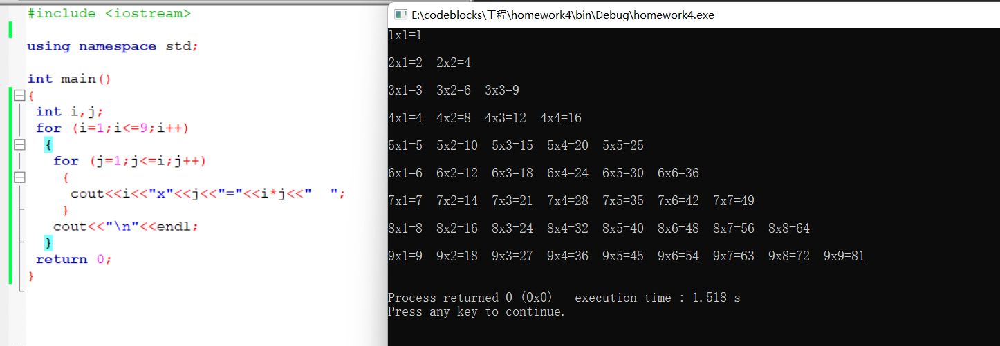 #include <iostream>
using namespace std;
int main()
{
int i,j;
for (i=1;i<=9;i++)
{
for (j=1;j<=i;j++)
{
cout<<i<<"x"<<j<<"="<<i*j<<"  ";
}
cout<<"\n"<<endl;
}
return 0;
}
E:\codeblocks\工程\homework4\bin\Debug\homework4.exe
1x1=1
2x1=2  2x2=4
3x1=3  3x2=6  3x3=9
4x1=4  4x2=8  4x3=12  4x4=16
5x1=5  5x2=10  5x3=15  5x4=20  5x5=25
6x1=6  6x2=12  6x3=18  6x4=24  6x5=30  6x6=36
7x1=7  7x2=14  7x3=21  7x4=28  7x5=35  7x6=42  7x7=49
8x1=8  8x2=16  8x3=24  8x4=32  8x5=40  8x6=48  8x7=56  8x8=64
9x1=9  9x2=18  9x3=27  9x4=36  9x5=45  9x6=54  9x7=63  9x8=72  9x9=81
Process returned 0 (0x0)   execution time : 1.518 s
Press any key to continue.